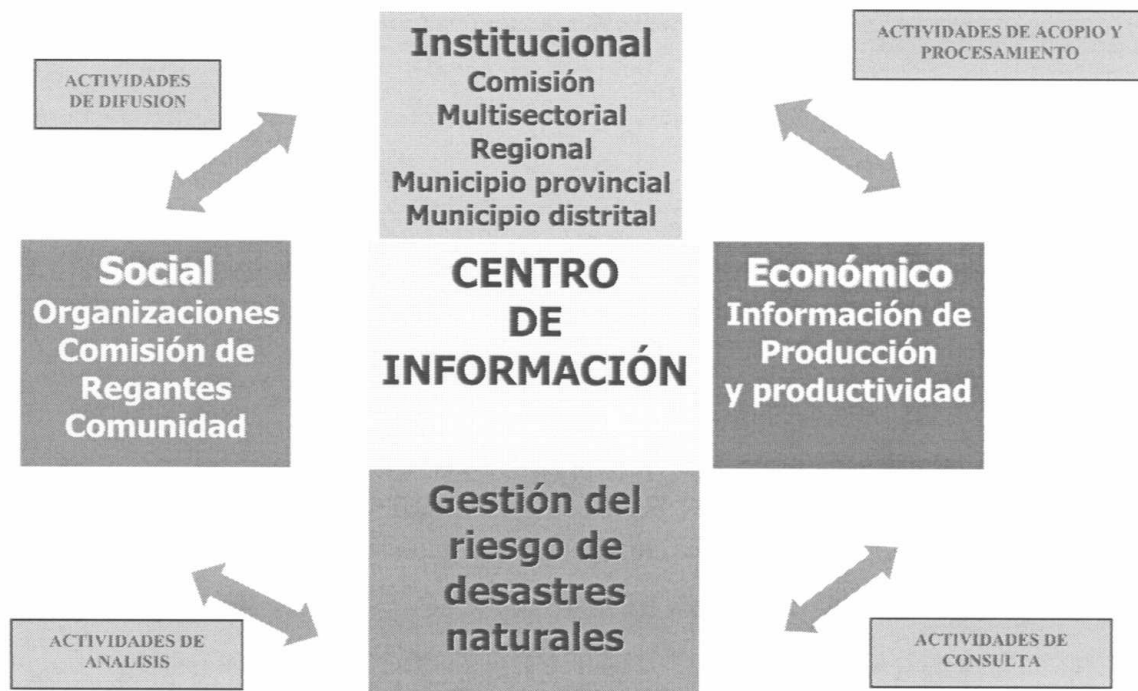 Institucional
Comisión
Multisectorial
Regional
Municipio provincial
Municipio distrital
ACTIVIDADES DE ACOPIO Y
PROCESAMIENTO
ACTIVIDADES
DE DIFUSION
Social
Organizaciones
Comisión de
Regantes
Comunidad
CENTRO
DE
INFORMACIÓN
Económico
Información de
Producción
y productividad
Gestión del
riesgo de
desastres
naturales
ACTIVIDADES DE
ANALISIS
ACTIVIDADES DE
CONSULTA